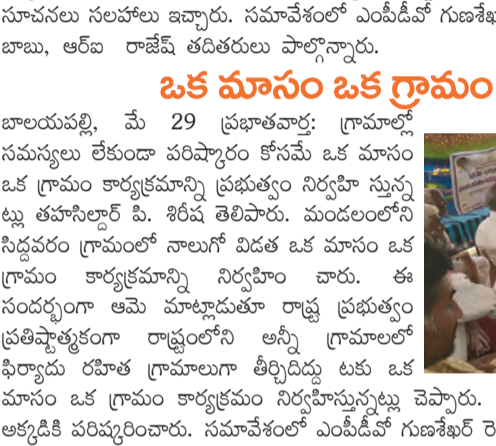 సూచనలు సలహాలు ఇచ్చారు. సమావేశంలో ఎంపీడీవో గుణశేఖ
బాబు, ఆర్ఐ రాజేష్ తదితరులు పాల్గొన్నారు.
ఒక మాసం ఒక గ్రామం
బాలయపల్లి, మే 29 ప్రభాతవార్త: గ్రామాల్లో
సమస్యలు లేకుండా పరిష్కారం కోసమే ఒక మాసం
ఒక గ్రామం కార్యక్రమాన్ని ప్రభుత్వం నిర్వహి స్తున్న
ట్లు తహసిల్దార్ పి. శిరీష తెలిపారు. మండలంలోని
సిద్దవరం గ్రామంలో నాలుగో విడత ఒక మాసం ఒక
గ్రామం కార్యక్రమాన్ని నిర్వహిం చారు. ఈ
సందర్భంగా ఆమె మాట్లాడుతూ రాష్ట్ర ప్రభుత్వం
ప్రతిష్టాత్మకంగా రాష్ట్రంలోని అన్నీ గ్రామాలలో
ఫిర్యాదు రహిత గ్రామాలుగా తీర్చిదిద్దు టకు ఒక
మాసం ఒక గ్రామం కార్యక్రమం నిర్వహిస్తున్నట్లు చెప్పారు.
అక్కడికి పరిష్కరించారు. సమావేశంలో ఎంపీడీవో గుణశేఖర్ రె